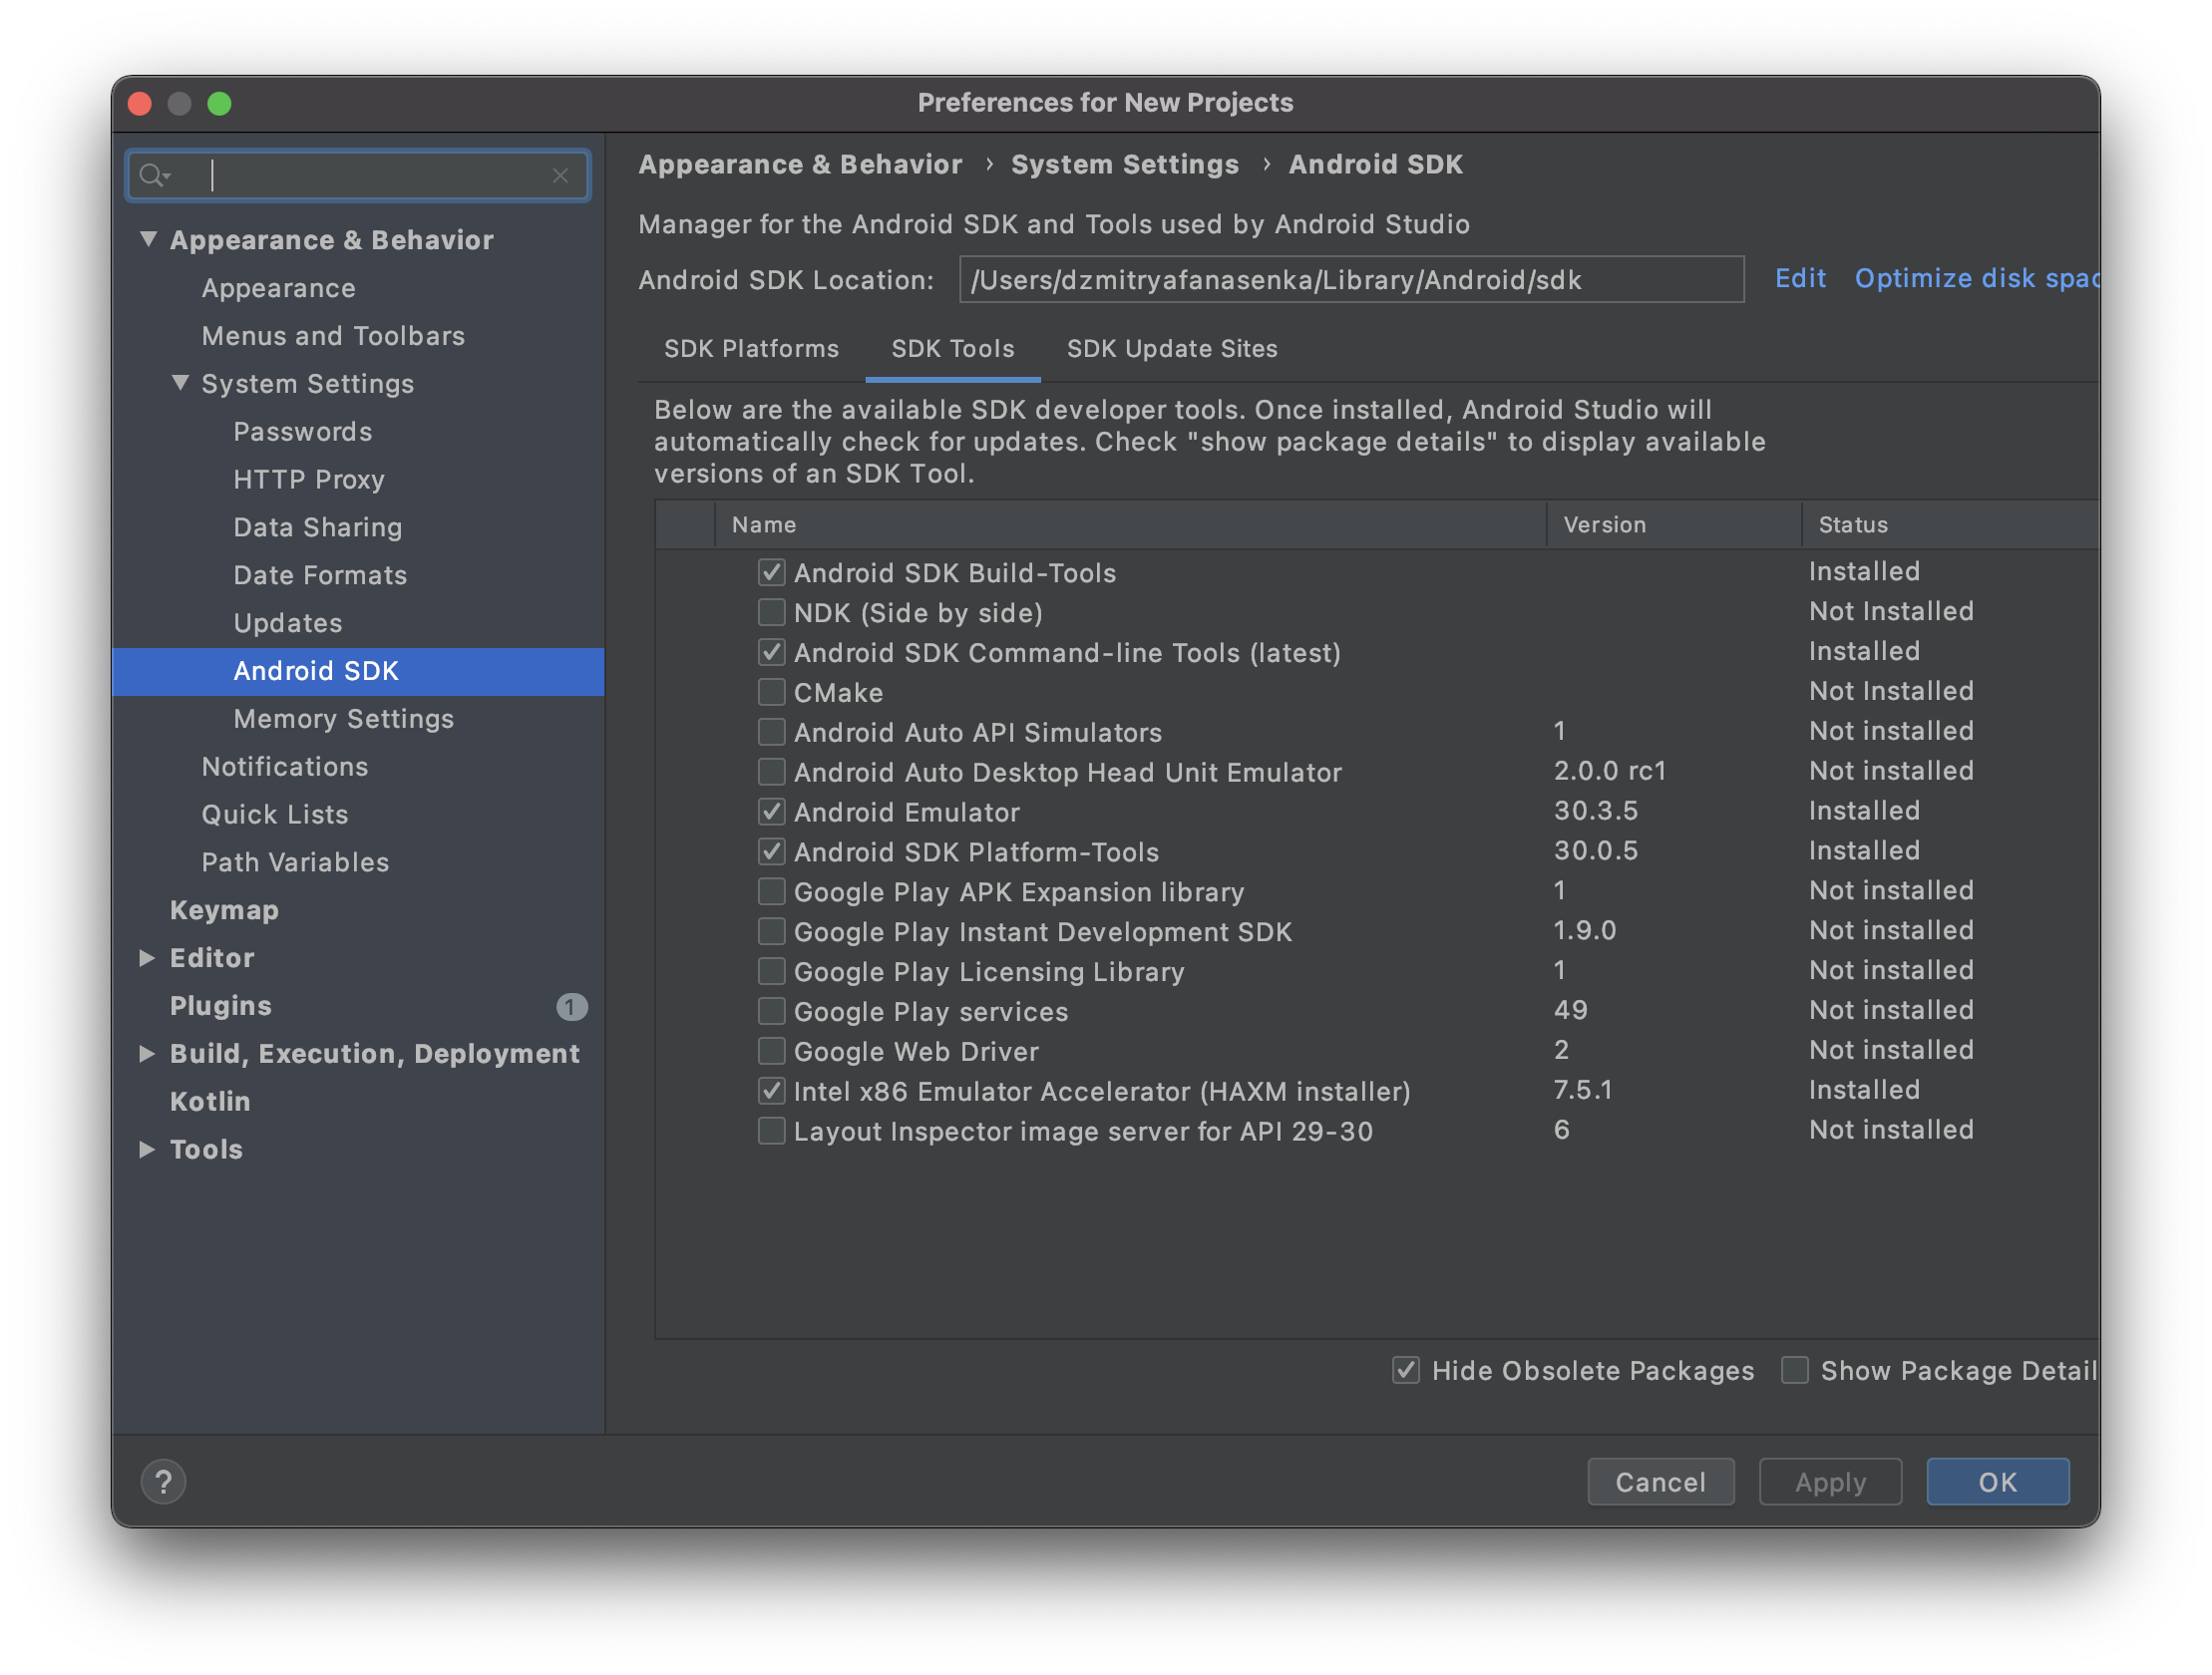 Preferences for New Projects
Appearance & Behavior
Appearance
Menus and Toolbars
System Settings
Passwords
HTTP Proxy
Data Sharing
Date Formats
Updates
Android SDK
Memory Settings
Notifications
Quick Lists
Path Variables
Keymap
Editor
Plugins 1
Build, Execution, Deployment
Kotlin
Tools
Appearance & Behavior › System Settings › Android SDK
Manager for the Android SDK and Tools used by Android Studio
Android SDK Location: /Users/dzmitryafanasenka/Library/Android/sdk Edit Optimize disk spac
SDK Platforms SDK Tools SDK Update Sites
Below are the available SDK developer tools. Once installed, Android Studio will
automatically check for updates. Check "show package details" to display available
versions of an SDK Tool.
Name Version Status
Android SDK Build-Tools Installed
NDK (Side by side) Not Installed
Android SDK Command-line Tools (latest) Installed
CMake Not Installed
Android Auto API Simulators 1 Not installed
Android Auto Desktop Head Unit Emulator 2.0.0 rc1 Not installed
Android Emulator 30.3.5 Installed
Android SDK Platform-Tools 30.0.5 Installed
Google Play APK Expansion library 1 Not installed
Google Play Instant Development SDK 1.9.0 Not installed
Google Play Licensing Library 1 Not installed
Google Play services 49 Not installed
Google Web Driver 2 Not installed
Intel x86 Emulator Accelerator (HAXM installer) 7.5.1 Installed
Layout Inspector image server for API 29-30 6 Not installed
Hide Obsolete Packages Show Package Detail
? Cancel Apply OK